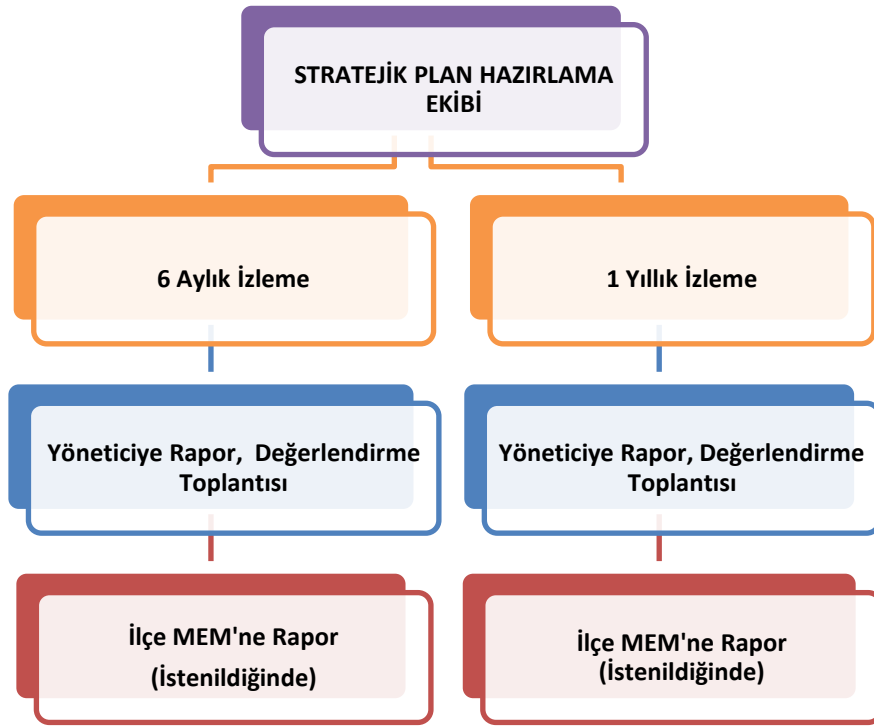 STRATEJİK PLAN HAZIRLAMA
EKİBİ
6 Aylık İzleme
1 Yıllık İzleme
Yöneticiye Rapor, Değerlendirme
Toplantısı
Yöneticiye Rapor, Değerlendirme
Toplantısı
İlçe MEM'ne Rapor
(İstenildiğinde)
İlçe MEM'ne Rapor
(İstenildiğinde)